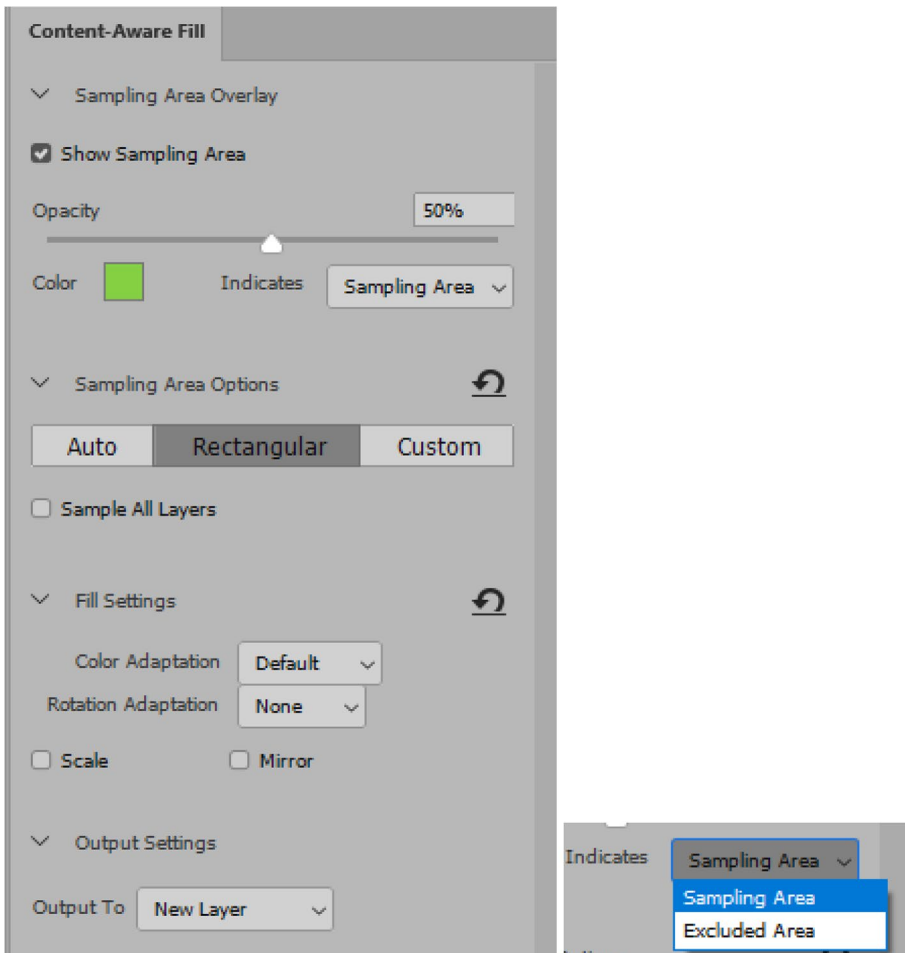 Content-Aware Fill
Sampling Area Overlay
Show Sampling Area
Opacity 50%
Color Indicates Sampling Area
Sampling Area Options
Auto Rectangular Custom
Sample All Layers
Fill Settings
Color Adaptation Default
Rotation Adaptation None
Scale Mirror
Output Settings
Output To New Layer
Indicates Sampling Area
Sampling Area
Excluded Area